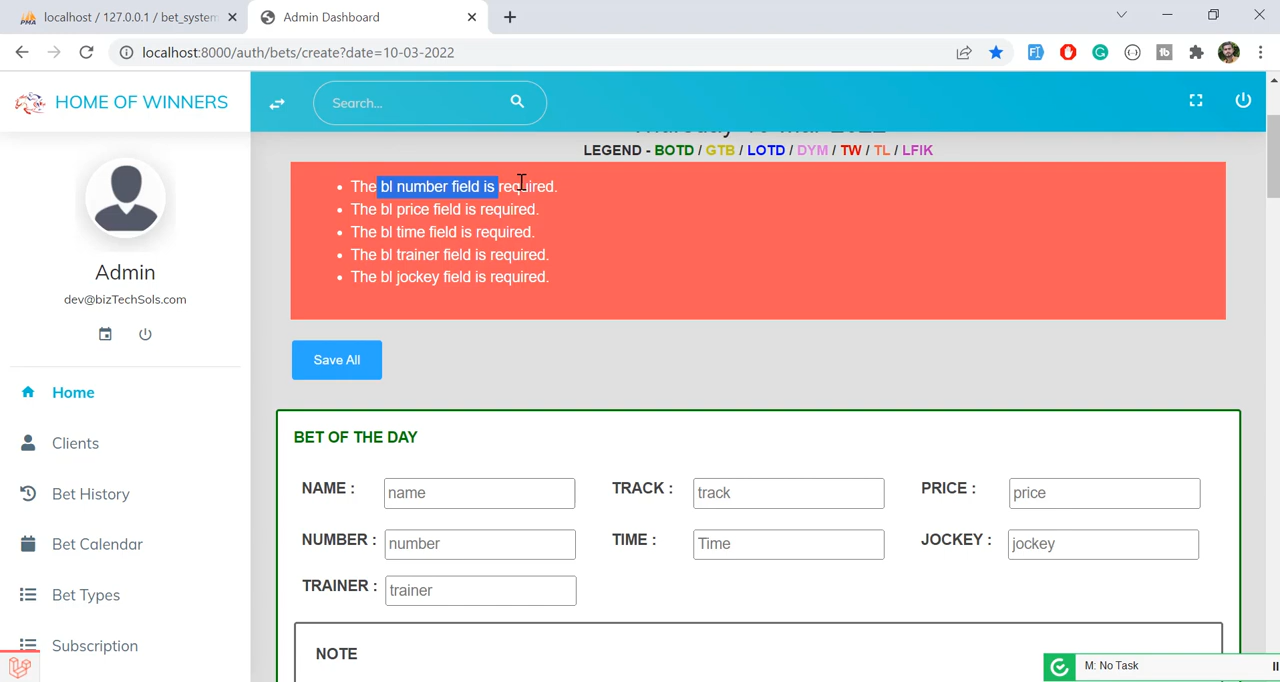 localhost / 127.0.0.1 / bet_system
Admin Dashboard
localhost:8000/auth/bets/create?date=10-03-2022
HOME OF WINNERS
Search...
LEGEND - BOTD / GTB / LOTD / DYM / TW / TL / LFIK
The bl number field is required.
The bl price field is required.
The bl time field is required.
The bl trainer field is required.
The bl jockey field is required.
Admin
dev@bizTechSols.com
Save All
Home
Clients
Bet History
Bet Calendar
Bet Types
Subscription
BET OF THE DAY
NAME : name TRACK : track PRICE : price
NUMBER : number TIME : Time JOCKEY : jockey
TRAINER : trainer
NOTE
M: No Task